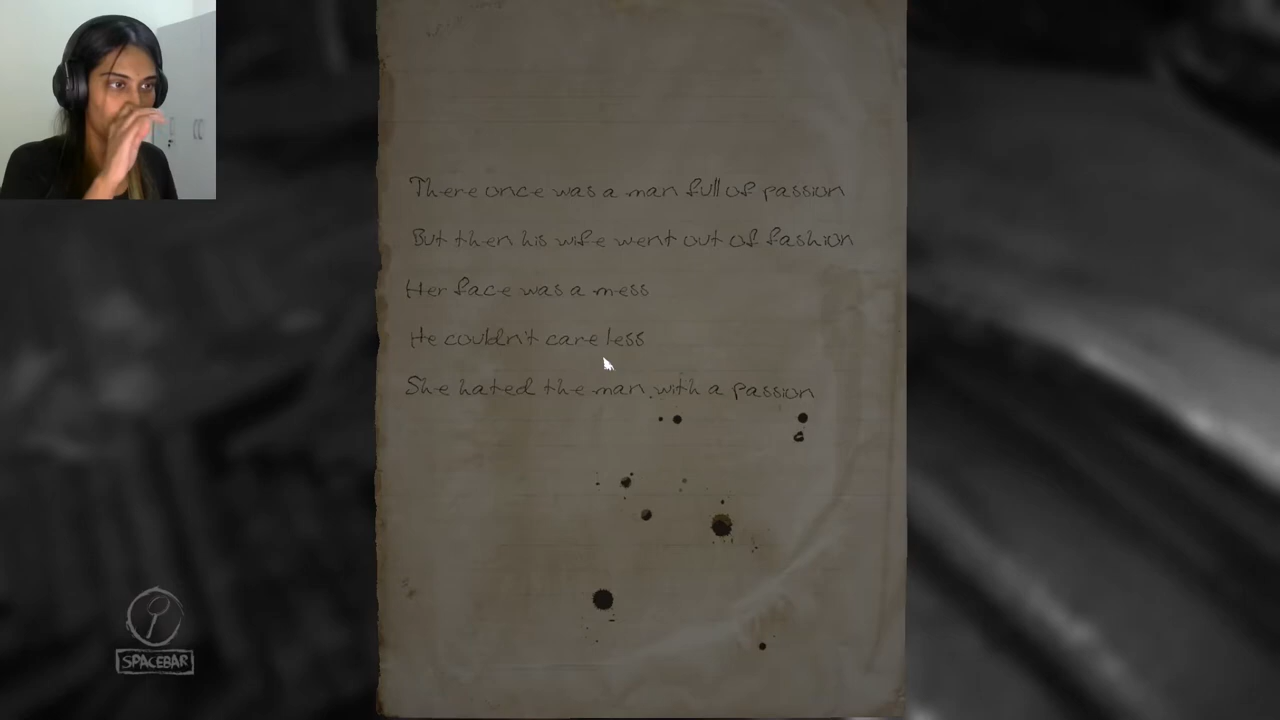 There once was a man full of passion
But then his wife went out of fashion
Her face was a mess
He couldn't care less
She hated the man with a passion
SPACEBAR